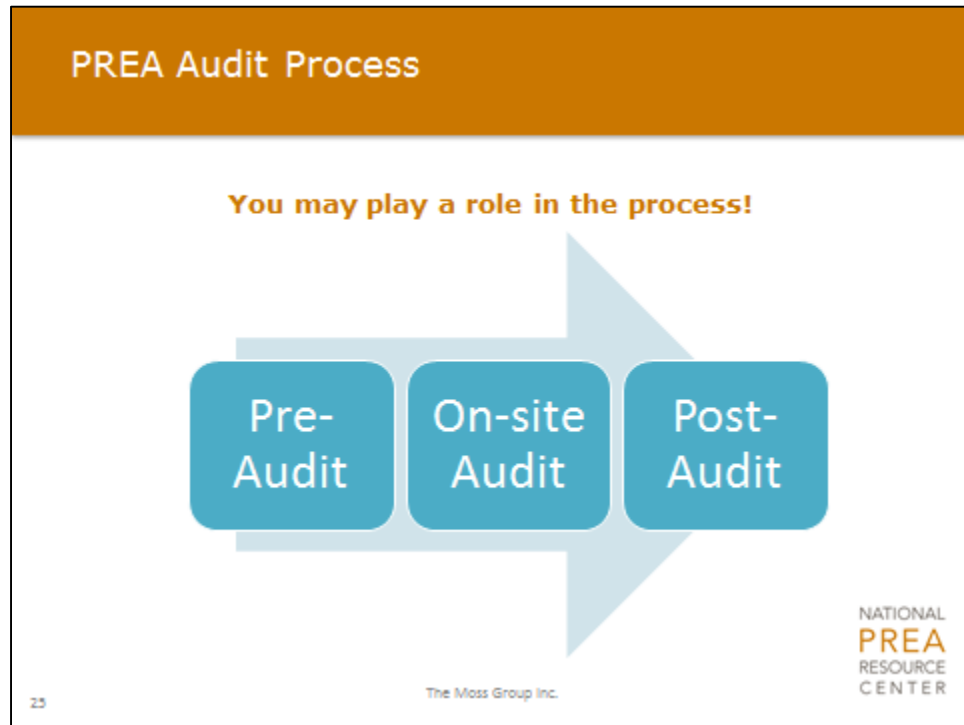 PREA Audit Process
You may play a role in the process!
Pre-
Audit
On-site
Audit
Post-
Audit
NATIONAL
PREA
RESOURCE
CENTER
The Moss Group Inc.
25